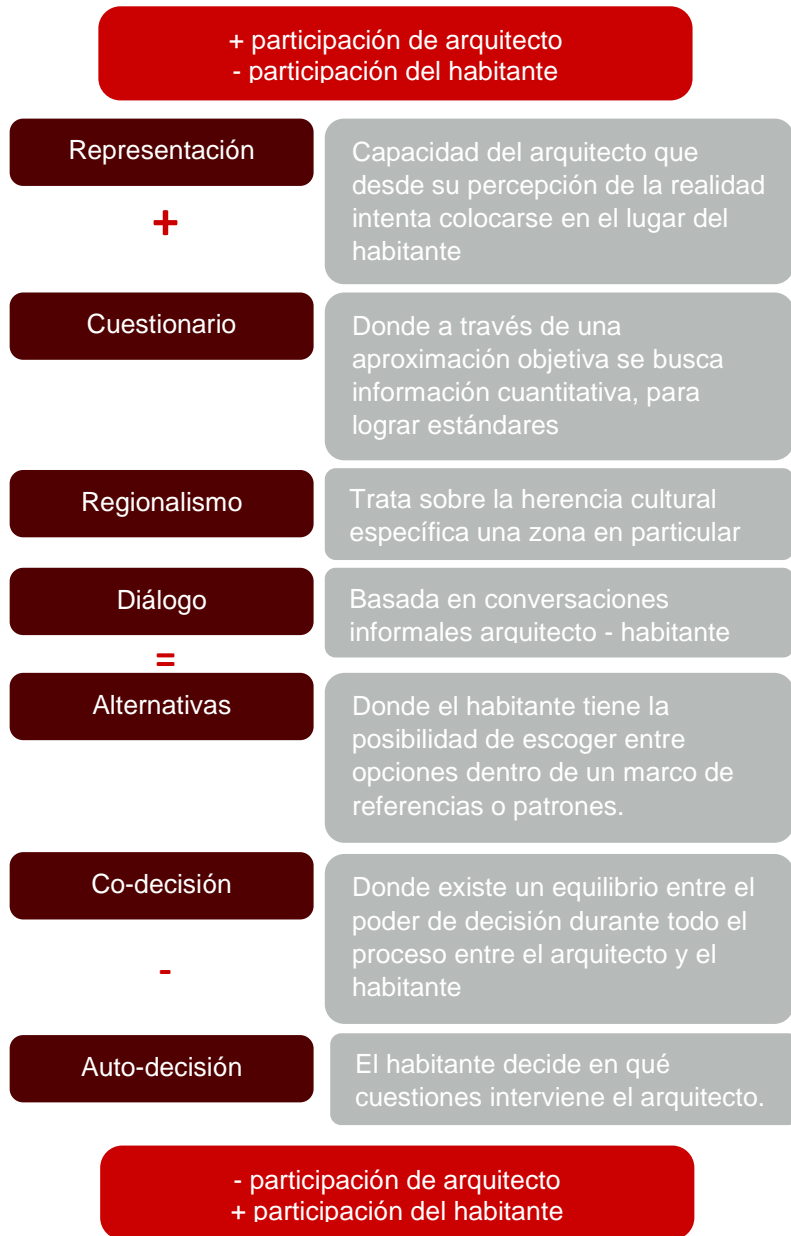 + participación de arquitecto
- participación del habitante
Representación
Capacidad del arquitecto que
desde su percepción de la realidad
intenta colocarse en el lugar del
habitante
+
Cuestionario
Donde a través de una
aproximación objetiva se busca
información cuantitativa, para
lograr estándares
Regionalismo
Trata sobre la herencia cultural
específica una zona en particular
Diálogo
Basada en conversaciones
informales arquitecto - habitante
=
Alternativas
Donde el habitante tiene la
posibilidad de escoger entre
opciones dentro de un marco de
referencias o patrones.
Co-decisión
Donde existe un equilibrio entre el
poder de decisión durante todo el
proceso entre el arquitecto y el
habitante
-
Auto-decisión
El habitante decide en qué
cuestiones interviene el arquitecto.
- participación de arquitecto
+ participación del habitante